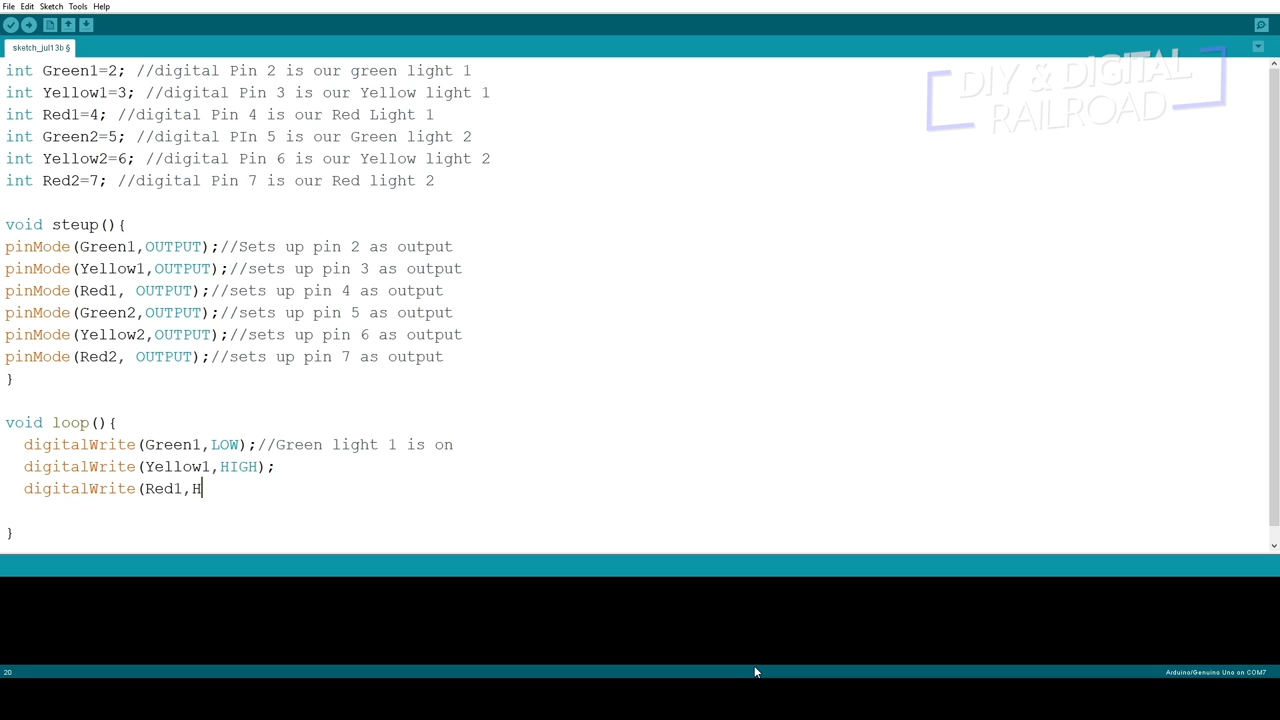 File Edit Sketch Tools Help
sketch_jul13b §
DIY & DIGITAL
RAILROAD
int Green1=2; //digital Pin 2 is our green light 1
int Yellow1=3; //digital Pin 3 is our Yellow light 1
int Red1=4; //digital Pin 4 is our Red Light 1
int Green2=5; //digital PIn 5 is our Green light 2
int Yellow2=6; //digital Pin 6 is our Yellow light 2
int Red2=7; //digital Pin 7 is our Red light 2
void steup(){
pinMode(Green1,OUTPUT);//Sets up pin 2 as output
pinMode(Yellow1,OUTPUT);//sets up pin 3 as output
pinMode(Red1, OUTPUT);//sets up pin 4 as output
pinMode(Green2,OUTPUT);//sets up pin 5 as output
pinMode(Yellow2,OUTPUT);//sets up pin 6 as output
pinMode(Red2, OUTPUT);//sets up pin 7 as output
}
void loop(){
digitalWrite(Green1,LOW);//Green light 1 is on
digitalWrite(Yellow1,HIGH);
digitalWrite(Red1,H
}
20
Arduino/Genuino Uno on COM7